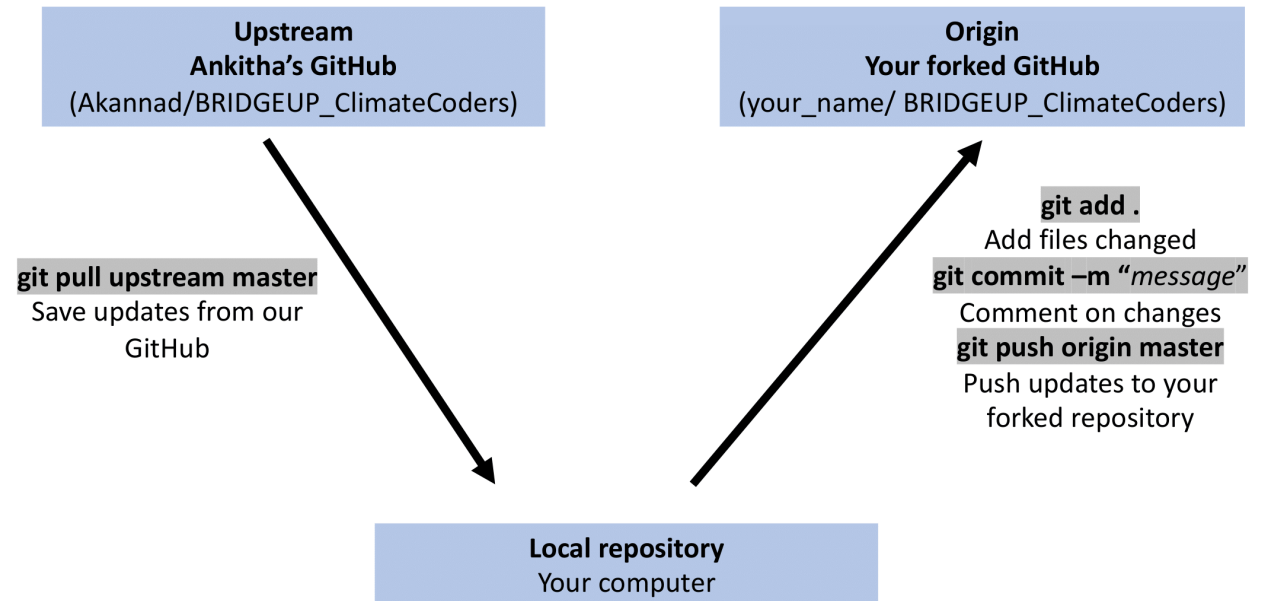 Upstream
Ankitha’s GitHub
(Akannad/BRIDGEUP_ClimateCoders)
Origin
Your forked GitHub
(your_name/ BRIDGEUP_ClimateCoders)
git pull upstream master
Save updates from our
GitHub
git add .
Add files changed
git commit –m “message”
Comment on changes
git push origin master
Push updates to your
forked repository
Local repository
Your computer